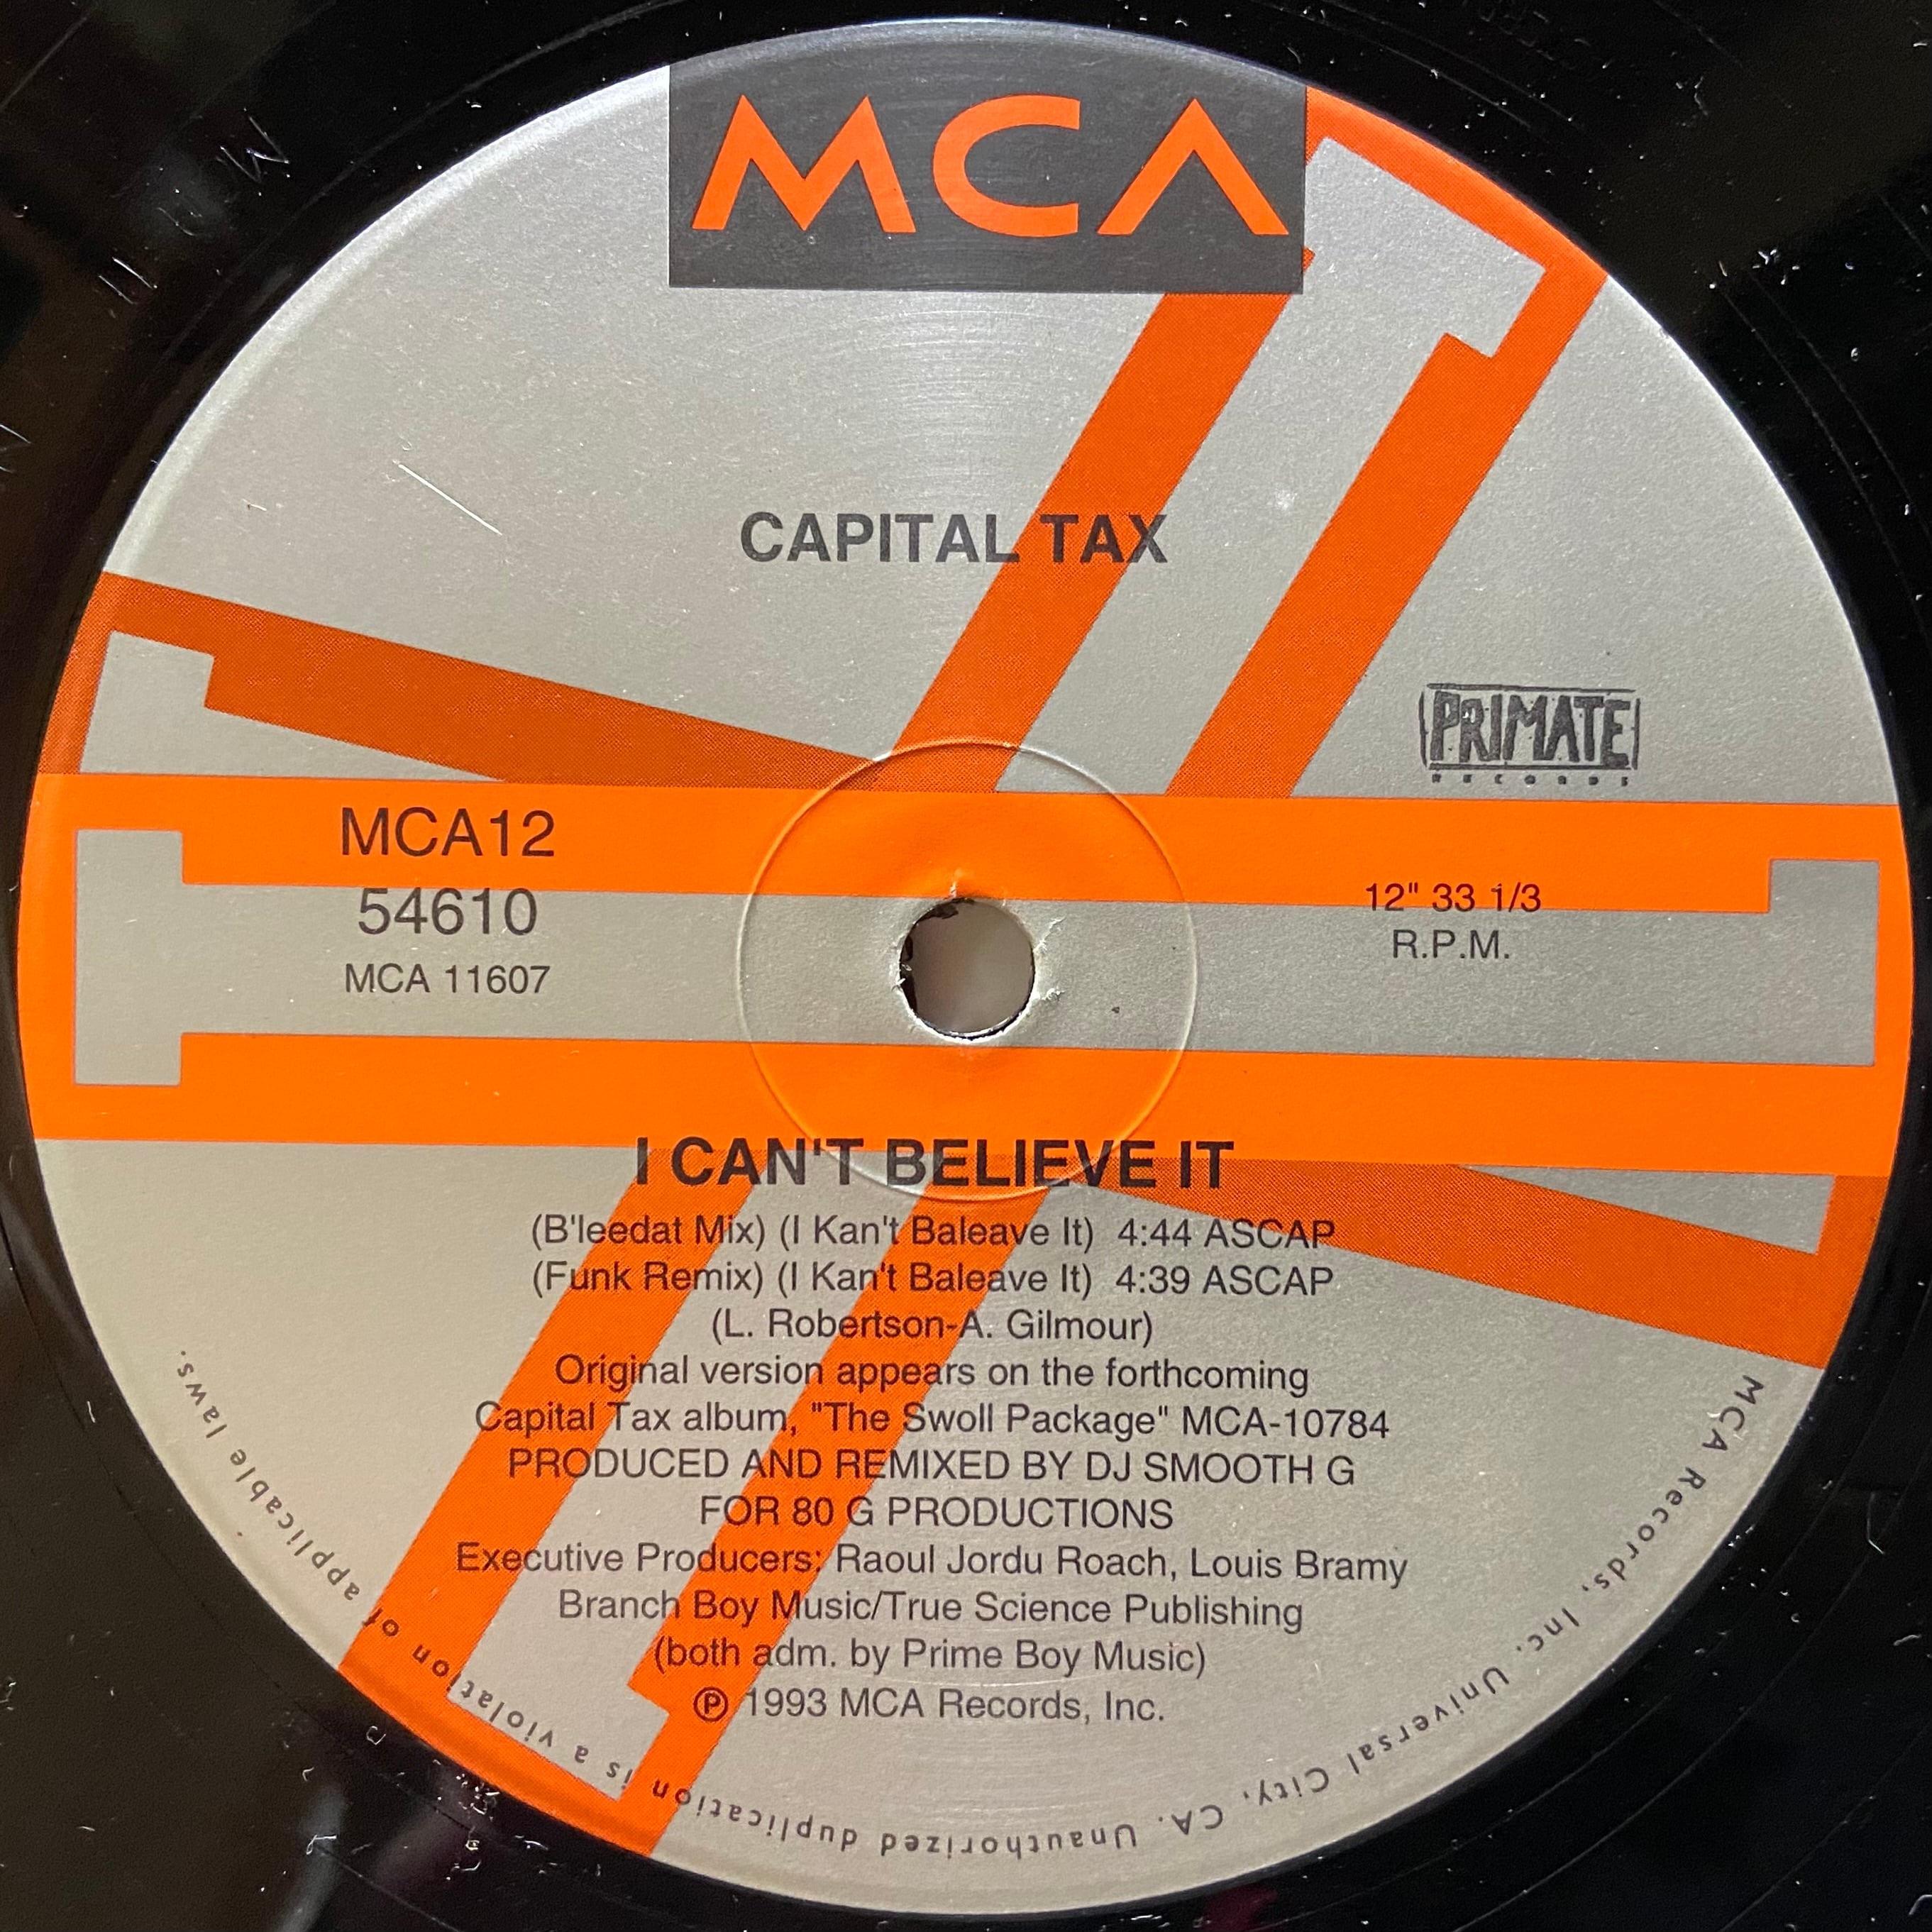 MCA
CAPITAL TAX
PRIMATE
RECORDS
MCA12
54610
MCA 11607
12" 33 1/3
R.P.M.
I CAN'T BELIEVE IT
(B'leedat Mix) (I Kan't Baleave It) 4:44 ASCAP
(Funk Remix) (I Kan't Baleave It) 4:39 ASCAP
(L. Robertson-A. Gilmour)
Original version appears on the forthcoming
Capital Tax album, "The Swoll Package" MCA-10784
PRODUCED AND REMIXED BY DJ SMOOTH G
FOR 80 G PRODUCTIONS
Executive Producers: Raoul Jordu Roach, Louis Bramy
Branch Boy Music/True Science Publishing
(both adm. by Prime Boy Music)
℗ 1993 MCA Records, Inc.
MCA Records, Inc. Universal City, CA. Unauthorized duplication is a violation of applicable laws.